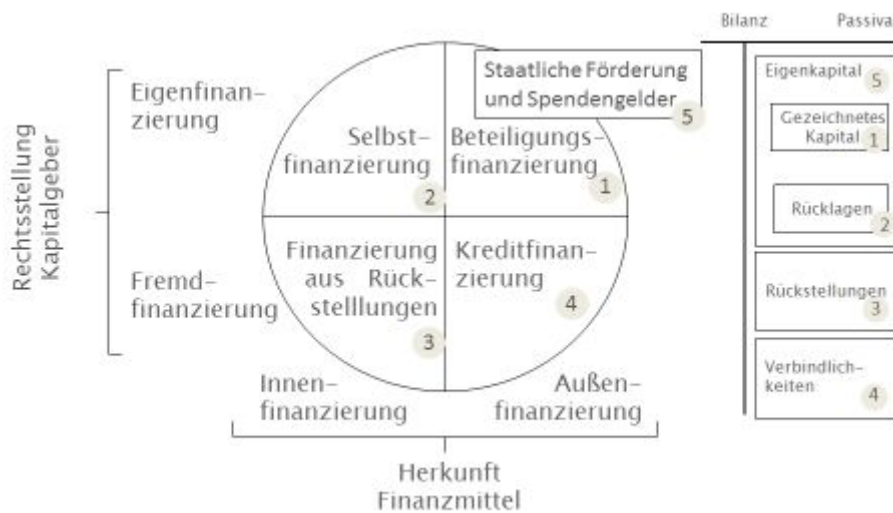 Bilanz Passiva
Staatliche Förderung
und Spendengelder
5
Eigenfinan-
zierung
Selbst-
finanzierung
2
Beteiligungs-
finanzierung
1
Rechtsstellung
Kapitalgeber
Fremd-
finanzierung
Finanzierung
aus Rück-
stelllungen
3
Kreditfinan-
zierung
4
Innen-
finanzierung
Außen-
finanzierung
Herkunft
Finanzmittel
Eigenkapital
5
Gezeichnetes
Kapital 1
Rücklagen
2
Rückstellungen
3
Verbindlich-
keiten 4